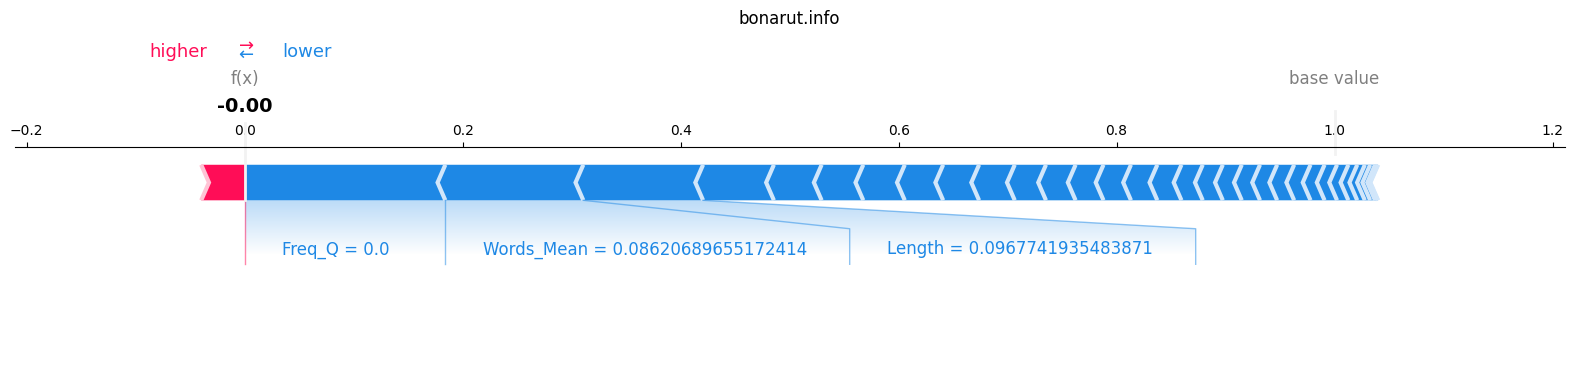 bonarut.info
higher ⇄ lower
f(x) base value
-0.00
−0.2 0.0 0.2 0.4 0.6 0.8 1.0 1.2
Freq_Q = 0.0 Words_Mean = 0.08620689655172414 Length = 0.0967741935483871